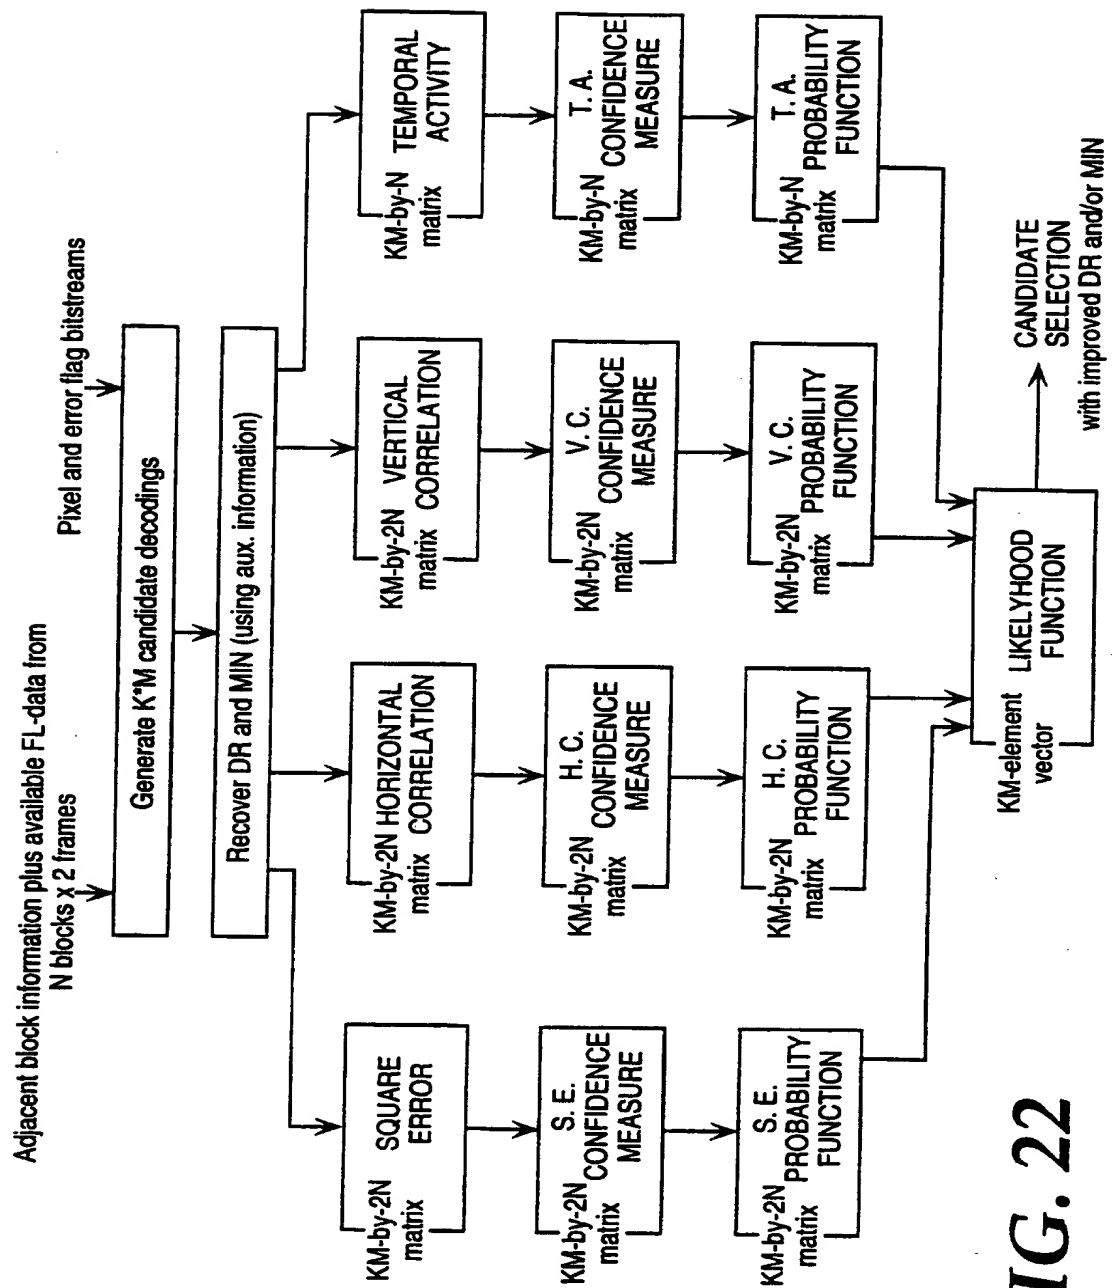 Adjacent block information plus available FL-data from
N blocks x 2 frames
Pixel and error flag bitstreams
Generate K*M candidate decodings
Recover DR and MIN (using aux. information)
KM-by-2N
matrix
SQUARE
ERROR
KM-by-2N
matrix
HORIZONTAL
CORRELATION
KM-by-2N
matrix
VERTICAL
CORRELATION
KM-by-N
matrix
TEMPORAL
ACTIVITY
KM-by-2N
matrix
S. E.
CONFIDENCE
MEASURE
KM-by-2N
matrix
H. C.
CONFIDENCE
MEASURE
KM-by-2N
matrix
V. C.
CONFIDENCE
MEASURE
KM-by-N
matrix
T. A.
CONFIDENCE
MEASURE
KM-by-2N
matrix
S. E.
PROBABILITY
FUNCTION
KM-by-2N
matrix
H. C.
PROBABILITY
FUNCTION
KM-by-2N
matrix
V. C.
PROBABILITY
FUNCTION
KM-by-N
matrix
T. A.
PROBABILITY
FUNCTION
KM-element
vector
LIKELYHOOD
FUNCTION
CANDIDATE
SELECTION
with improved DR and/or MIN
IG. 22